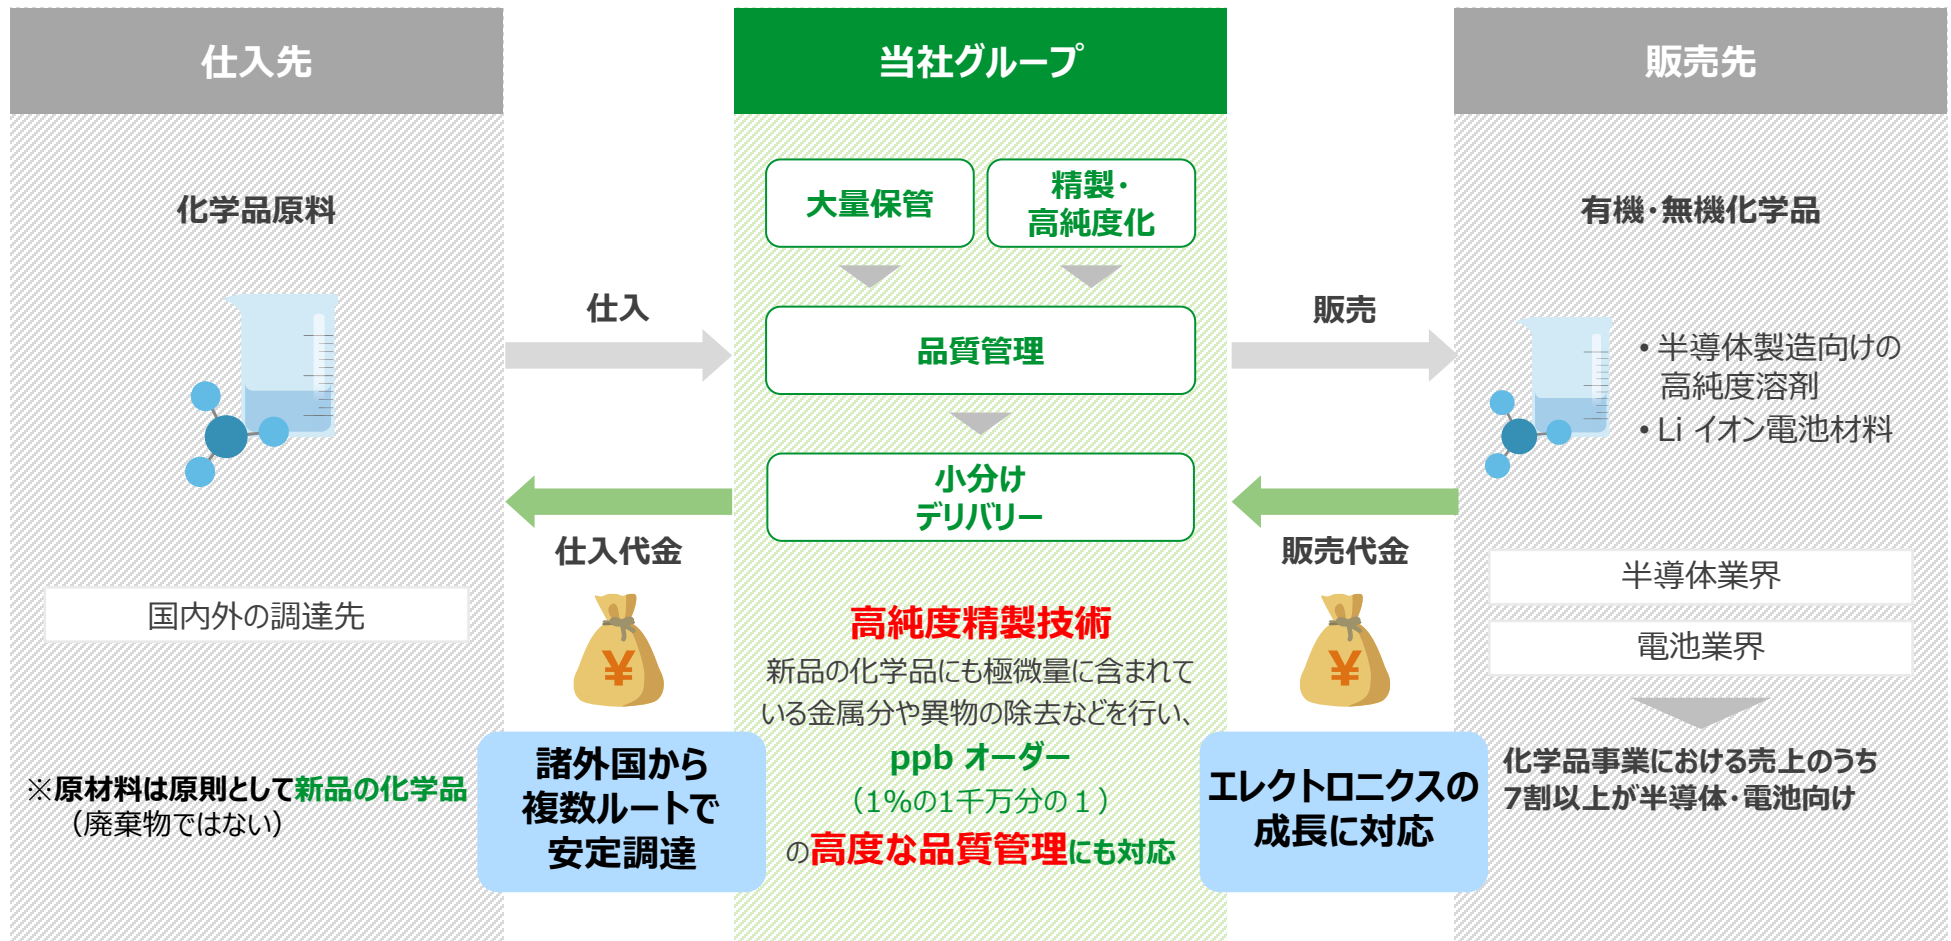 仕入先
化学品原料
国内外の調達先
※原材料は原則として新品の化学品
（廃棄物ではない）
仕入
仕入代金
¥
諸外国から
複数ルートで
安定調達
当社グループ
大量保管
精製・
高純度化
品質管理
小分け
デリバリー
高純度精製技術
新品の化学品にも極微量に含まれて
いる金属分や異物の除去などを行い、
ppb オーダー
（1%の1千万分の１）
の高度な品質管理にも対応
販売
販売代金
¥
エレクトロニクスの
成長に対応
販売先
有機・無機化学品
• 半導体製造向けの
高純度溶剤
• Li イオン電池材料
半導体業界
電池業界
化学品事業における売上のうち
7割以上が半導体・電池向け